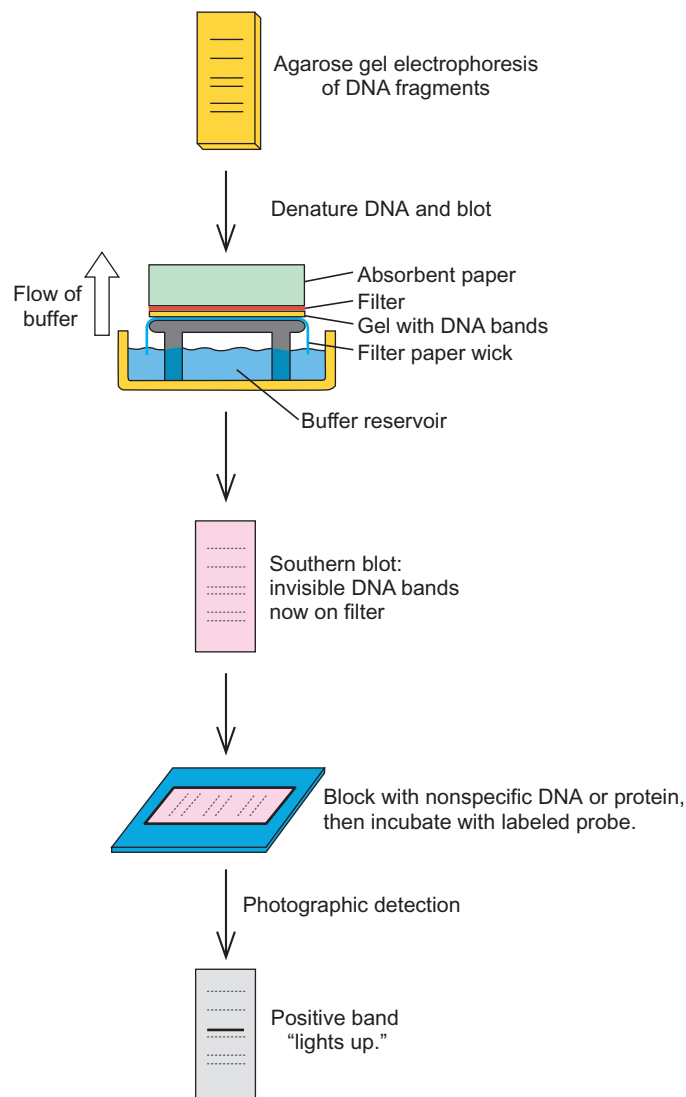 Agarose gel electrophoresis
of DNA fragments
Denature DNA and blot
Flow of
buffer
Absorbent paper
Filter
Gel with DNA bands
Filter paper wick
Buffer reservoir
Southern blot:
invisible DNA bands
now on filter
Block with nonspecific DNA or protein,
then incubate with labeled probe.
Photographic detection
Positive band
“lights up.”